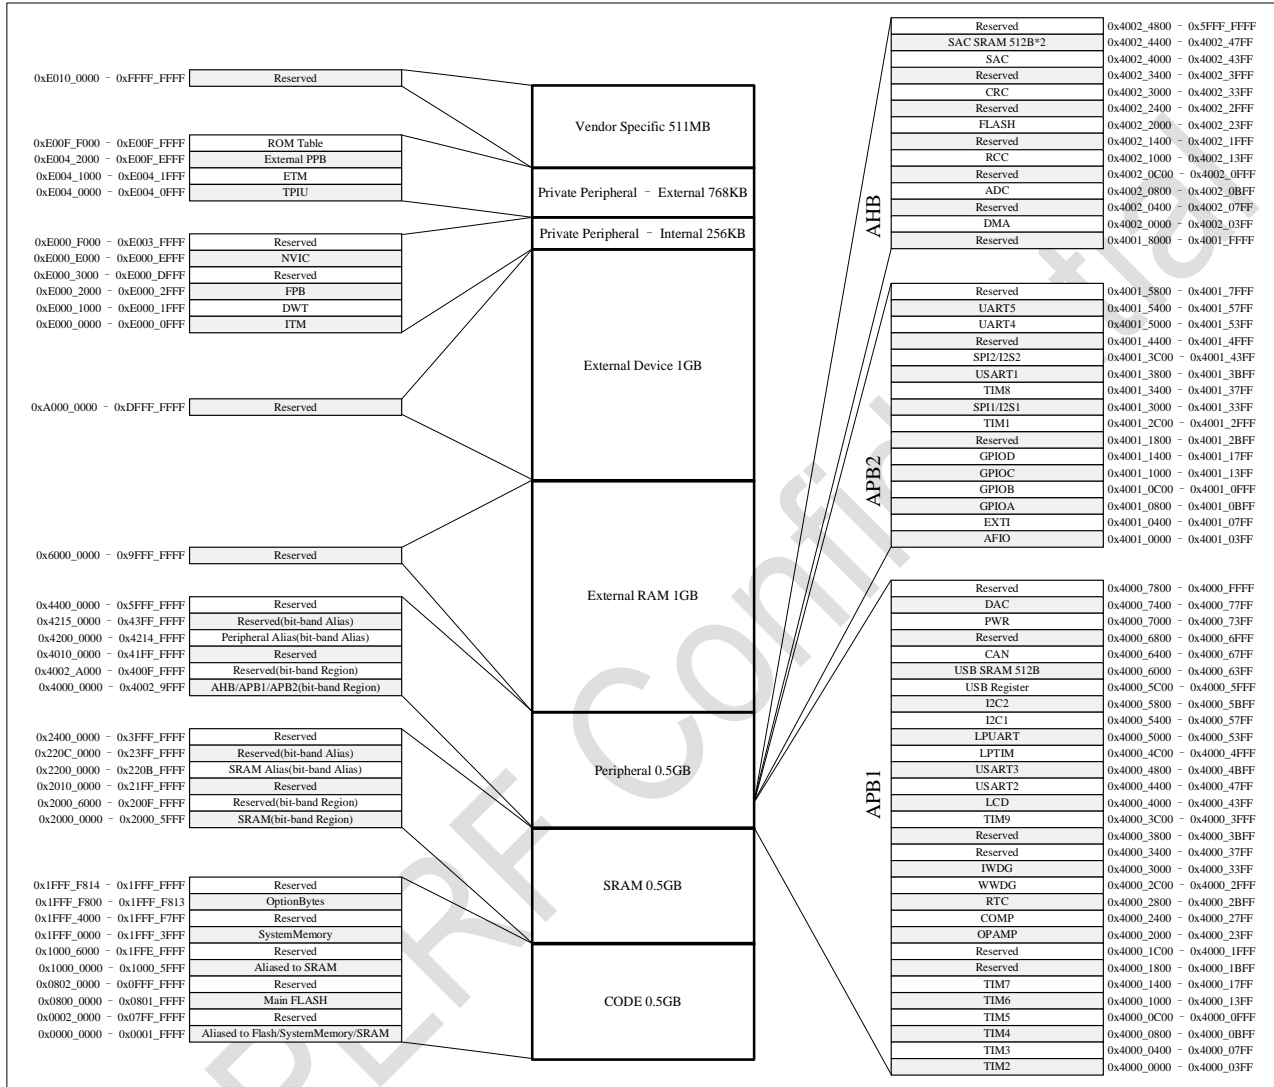 0xE010_0000 - 0xFFFF_FFFF Reserved
0xE00F_F000 - 0xE00F_FFFF ROM Table
0xE004_2000 - 0xE00F_EFFF External PPB
0xE004_1000 - 0xE004_1FFF ETM
0xE004_0000 - 0xE004_0FFF TPIU
0xE000_F000 - 0xE003_FFFF Reserved
0xE000_E000 - 0xE000_EFFF NVIC
0xE000_3000 - 0xE000_DFFF Reserved
0xE000_2000 - 0xE000_2FFF FPB
0xE000_1000 - 0xE000_1FFF DWT
0xE000_0000 - 0xE000_0FFF ITM
0xA000_0000 - 0xDFFF_FFFF Reserved
0x6000_0000 - 0x9FFF_FFFF Reserved
0x4400_0000 - 0x5FFF_FFFF Reserved
0x4215_0000 - 0x43FF_FFFF Reserved(bit-band Alias)
0x4200_0000 - 0x4214_FFFF Peripheral Alias(bit-band Alias)
0x4010_0000 - 0x41FF_FFFF Reserved
0x4002_A000 - 0x400F_FFFF Reserved(bit-band Region)
0x4000_0000 - 0x4002_9FFF AHB/APB1/APB2(bit-band Region)
0x2400_0000 - 0x3FFF_FFFF Reserved
0x220C_0000 - 0x23FF_FFFF Reserved(bit-band Alias)
0x2200_0000 - 0x220B_FFFF SRAM Alias(bit-band Alias)
0x2010_0000 - 0x21FF_FFFF Reserved
0x2000_6000 - 0x200F_FFFF Reserved(bit-band Region)
0x2000_0000 - 0x2000_5FFF SRAM(bit-band Region)
0x1FFF_F814 - 0x1FFF_FFFF Reserved
0x1FFF_F800 - 0x1FFF_F813 OptionBytes
0x1FFF_4000 - 0x1FFF_F7FF Reserved
0x1FFF_0000 - 0x1FFF_3FFF SystemMemory
0x1000_6000 - 0x1FFE_FFFF Reserved
0x1000_0000 - 0x1000_5FFF Aliased to SRAM
0x0802_0000 - 0x0FFF_FFFF Reserved
0x0800_0000 - 0x0801_FFFF Main FLASH
0x0002_0000 - 0x07FF_FFFF Reserved
0x0000_0000 - 0x0001_FFFF Aliased to Flash/SystemMemory/SRAM
Vendor Specific 511MB
Private Peripheral - External 768KB
Private Peripheral - Internal 256KB
External Device 1GB
External RAM 1GB
Peripheral 0.5GB
SRAM 0.5GB
CODE 0.5GB
AHB
Reserved 0x4002_4800 - 0x5FFF_FFFF
SAC SRAM 512B*2 0x4002_4400 - 0x4002_47FF
SAC 0x4002_4000 - 0x4002_43FF
Reserved 0x4002_3400 - 0x4002_3FFF
CRC 0x4002_3000 - 0x4002_33FF
Reserved 0x4002_2400 - 0x4002_2FFF
FLASH 0x4002_2000 - 0x4002_23FF
Reserved 0x4002_1400 - 0x4002_1FFF
RCC 0x4002_1000 - 0x4002_13FF
Reserved 0x4002_0C00 - 0x4002_0FFF
ADC 0x4002_0800 - 0x4002_0BFF
Reserved 0x4002_0400 - 0x4002_07FF
DMA 0x4002_0000 - 0x4002_03FF
Reserved 0x4001_8000 - 0x4001_FFFF
APB2
Reserved 0x4001_5800 - 0x4001_7FFF
UART5 0x4001_5400 - 0x4001_57FF
UART4 0x4001_5000 - 0x4001_53FF
Reserved 0x4001_4400 - 0x4001_4FFF
SPI2/I2S2 0x4001_3C00 - 0x4001_43FF
USART1 0x4001_3800 - 0x4001_3BFF
TIM8 0x4001_3400 - 0x4001_37FF
SPI1/I2S1 0x4001_3000 - 0x4001_33FF
TIM1 0x4001_2C00 - 0x4001_2FFF
Reserved 0x4001_1800 - 0x4001_2BFF
GPIOD 0x4001_1400 - 0x4001_17FF
GPIOC 0x4001_1000 - 0x4001_13FF
GPIOB 0x4001_0C00 - 0x4001_0FFF
GPIOA 0x4001_0800 - 0x4001_0BFF
EXTI 0x4001_0400 - 0x4001_07FF
AFIO 0x4001_0000 - 0x4001_03FF
APB1
Reserved 0x4000_7800 - 0x4000_FFFF
DAC 0x4000_7400 - 0x4000_77FF
PWR 0x4000_7000 - 0x4000_73FF
Reserved 0x4000_6800 - 0x4000_6FFF
CAN 0x4000_6400 - 0x4000_67FF
USB SRAM 512B 0x4000_6000 - 0x4000_63FF
USB Register 0x4000_5C00 - 0x4000_5FFF
I2C2 0x4000_5800 - 0x4000_5BFF
I2C1 0x4000_5400 - 0x4000_57FF
LPUART 0x4000_5000 - 0x4000_53FF
LPTIM 0x4000_4C00 - 0x4000_4FFF
USART3 0x4000_4800 - 0x4000_4BFF
USART2 0x4000_4400 - 0x4000_47FF
LCD 0x4000_4000 - 0x4000_43FF
TIM9 0x4000_3C00 - 0x4000_3FFF
Reserved 0x4000_3800 - 0x4000_3BFF
Reserved 0x4000_3400 - 0x4000_37FF
IWDG 0x4000_3000 - 0x4000_33FF
WWDG 0x4000_2C00 - 0x4000_2FFF
RTC 0x4000_2800 - 0x4000_2BFF
COMP 0x4000_2400 - 0x4000_27FF
OPAMP 0x4000_2000 - 0x4000_23FF
Reserved 0x4000_1C00 - 0x4000_1FFF
Reserved 0x4000_1800 - 0x4000_1BFF
TIM7 0x4000_1400 - 0x4000_17FF
TIM6 0x4000_1000 - 0x4000_13FF
TIM5 0x4000_0C00 - 0x4000_0FFF
TIM4 0x4000_0800 - 0x4000_0BFF
TIM3 0x4000_0400 - 0x4000_07FF
TIM2 0x4000_0000 - 0x4000_03FF